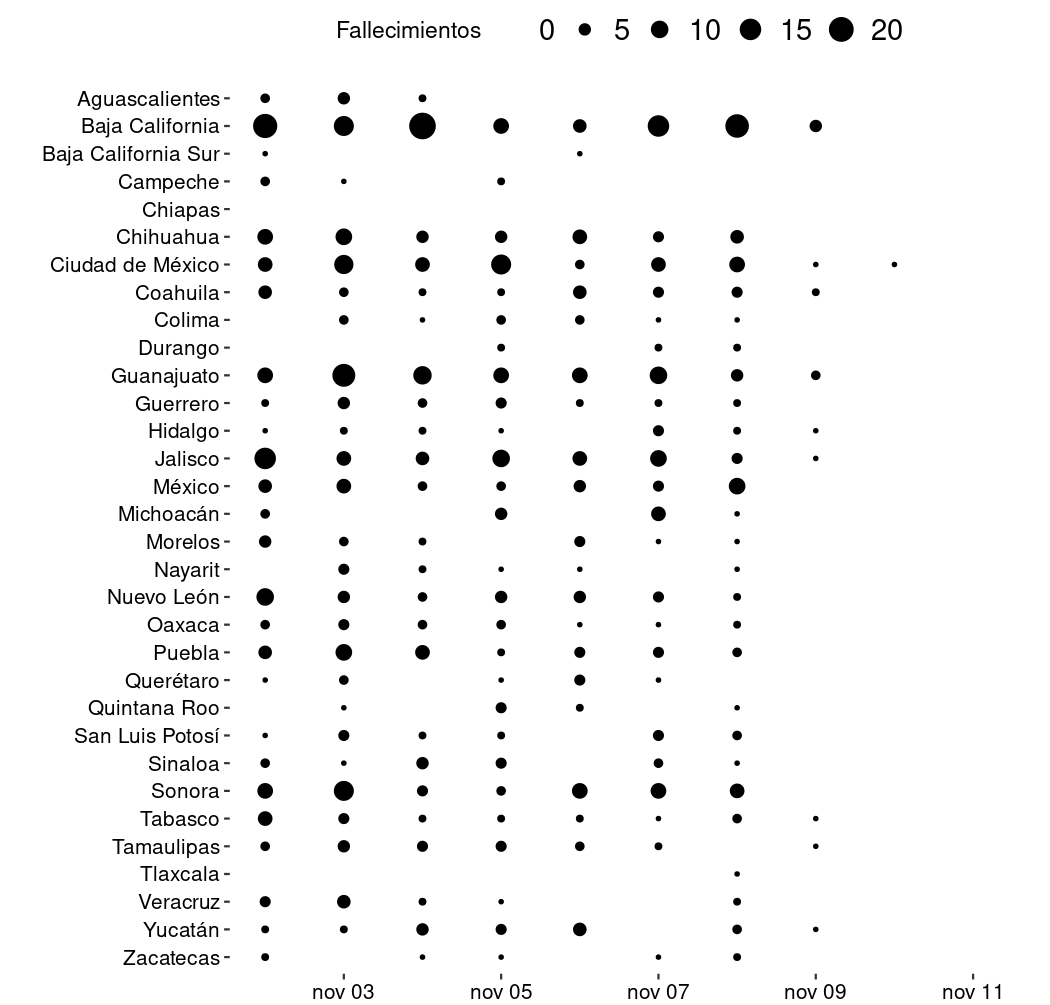 Fallecimientos 0 5 10 15 20
Aguascalientes
Baja California
Baja California Sur
Campeche
Chiapas
Chihuahua
Ciudad de México
Coahuila
Colima
Durango
Guanajuato
Guerrero
Hidalgo
Jalisco
México
Michoacán
Morelos
Nayarit
Nuevo León
Oaxaca
Puebla
Querétaro
Quintana Roo
San Luis Potosí
Sinaloa
Sonora
Tabasco
Tamaulipas
Tlaxcala
Veracruz
Yucatán
Zacatecas
nov 03 nov 05 nov 07 nov 09 nov 11